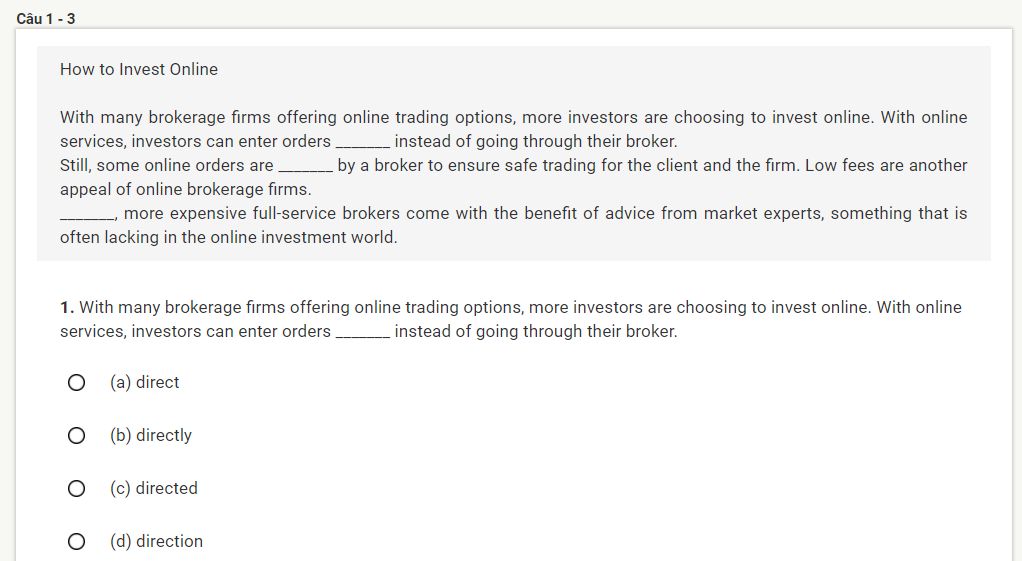 Câu 1 - 3
How to Invest Online
With many brokerage firms offering online trading options, more investors are choosing to invest online. With online
services, investors can enter orders _______ instead of going through their broker.
Still, some online orders are _______ by a broker to ensure safe trading for the client and the firm. Low fees are another
appeal of online brokerage firms.
_______, more expensive full-service brokers come with the benefit of advice from market experts, something that is
often lacking in the online investment world.
1. With many brokerage firms offering online trading options, more investors are choosing to invest online. With online
services, investors can enter orders _______ instead of going through their broker.
(a) direct
(b) directly
(c) directed
(d) direction